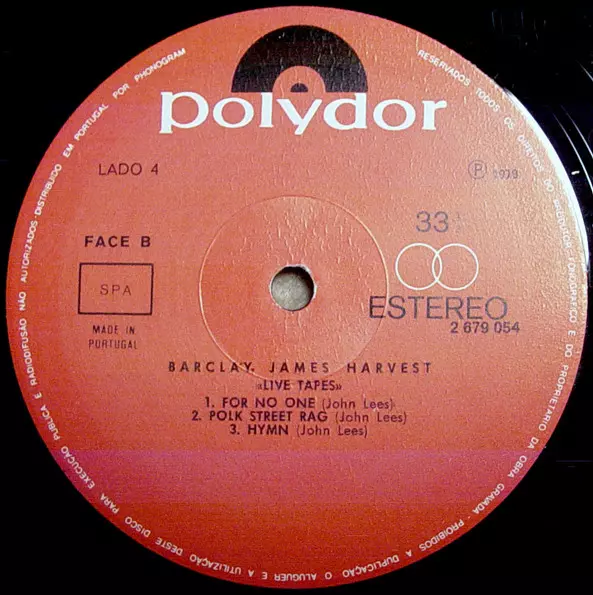 polydor
LADO 4
Ⓟ 1978
FACE B
33
SPA
ESTEREO
MADE IN
PORTUGAL
2 679 054
BARCLAY JAMES HARVEST
«LIVE TAPES»
1. FOR NO ONE (John Lees)
2. POLK STREET RAG (John Lees)
3. HYMN (John Lees)
RESERVADOS TODOS OS DIREITOS DO PRODUTOR FONOGRÁFICO E DO PROPRIETÁRIO DA OBRA GRAVADA - PROIBIDOS A DUPLICAÇÃO O ALUGUER E A UTILIZAÇÃO DESTE DISCO PARA EXECUÇÃO PÚBLICA E RADIODIFUSÃO NÃO AUTORIZADOS DISTRIBUIDO EM PORTUGAL POR PHONOGRAM